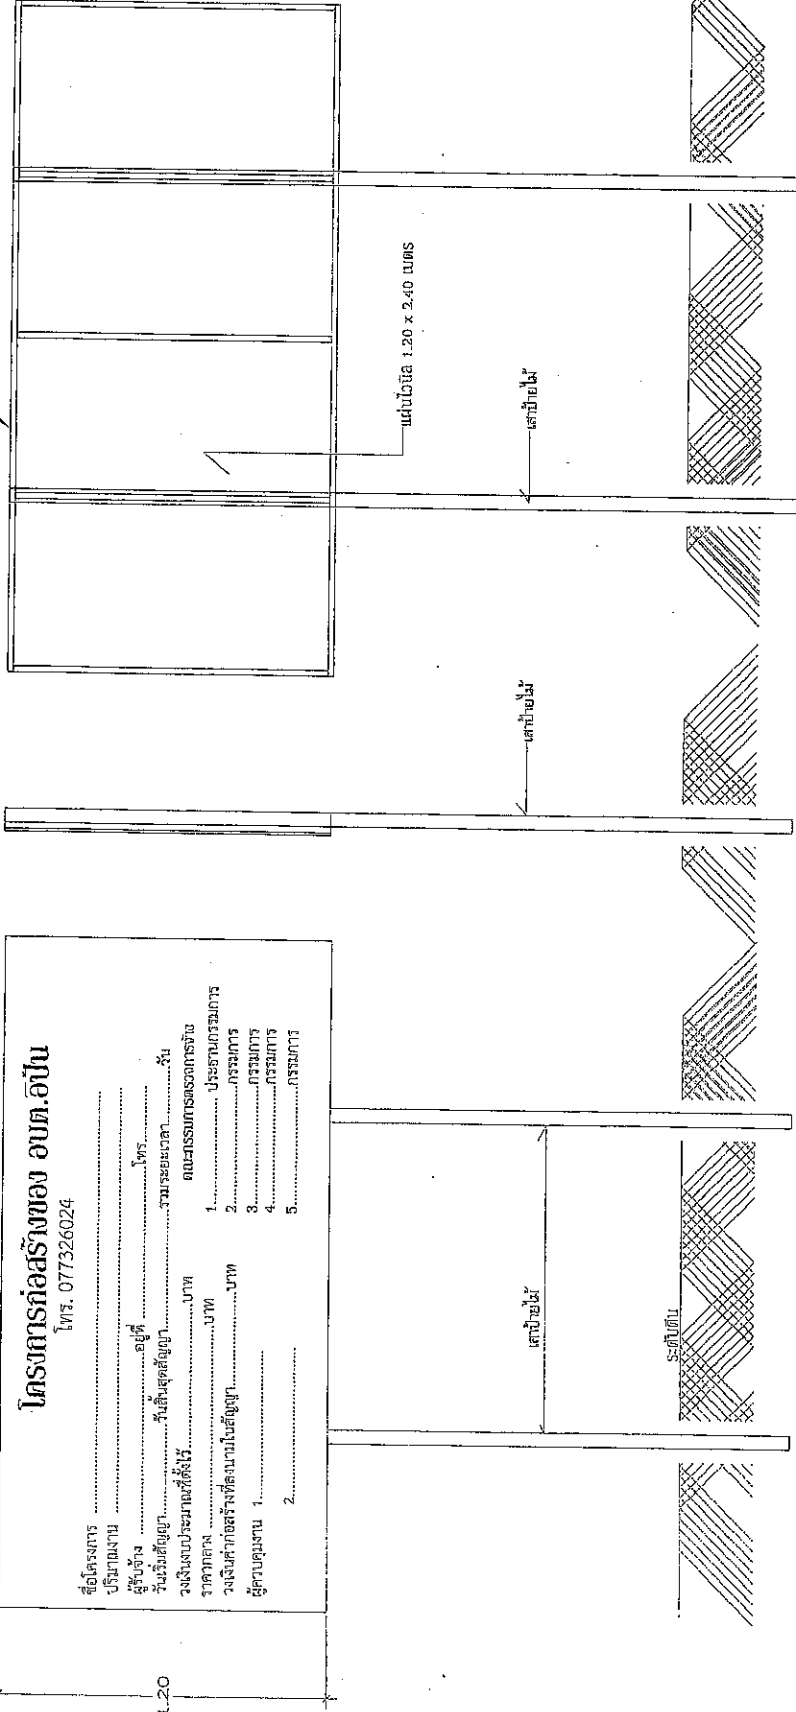 โครงการก่อสร้างของ อบต.อิปัน
โทร. 077326024
ชื่อโครงการ ........................................
ปริมาณงาน ........................................
ผู้รับจ้าง ....................อยู่ที่ ....................โทร....................
วันเริ่มสัญญา....................วันสิ้นสุดสัญญา....................รวมระยะเวลา..........วัน
วงเงินงบประมาณที่ตั้งไว้....................บาท
ราคากลาง ....................บาท
วงเงินค่าก่อสร้างที่ลงนามในสัญญา....................บาท
ผู้ควบคุมงาน 1....................
2....................
คณะกรรมการตรวจการจ้าง
1.................... ประธานกรรมการ
2....................กรรมการ
3....................กรรมการ
4....................กรรมการ
5....................กรรมการ
1.20
เสาป้ายไม้
ระดับดิน
เสาป้ายไม้
แผ่นไวนิล 1.20 x 2.40 เมตร
เสาป้ายไม้